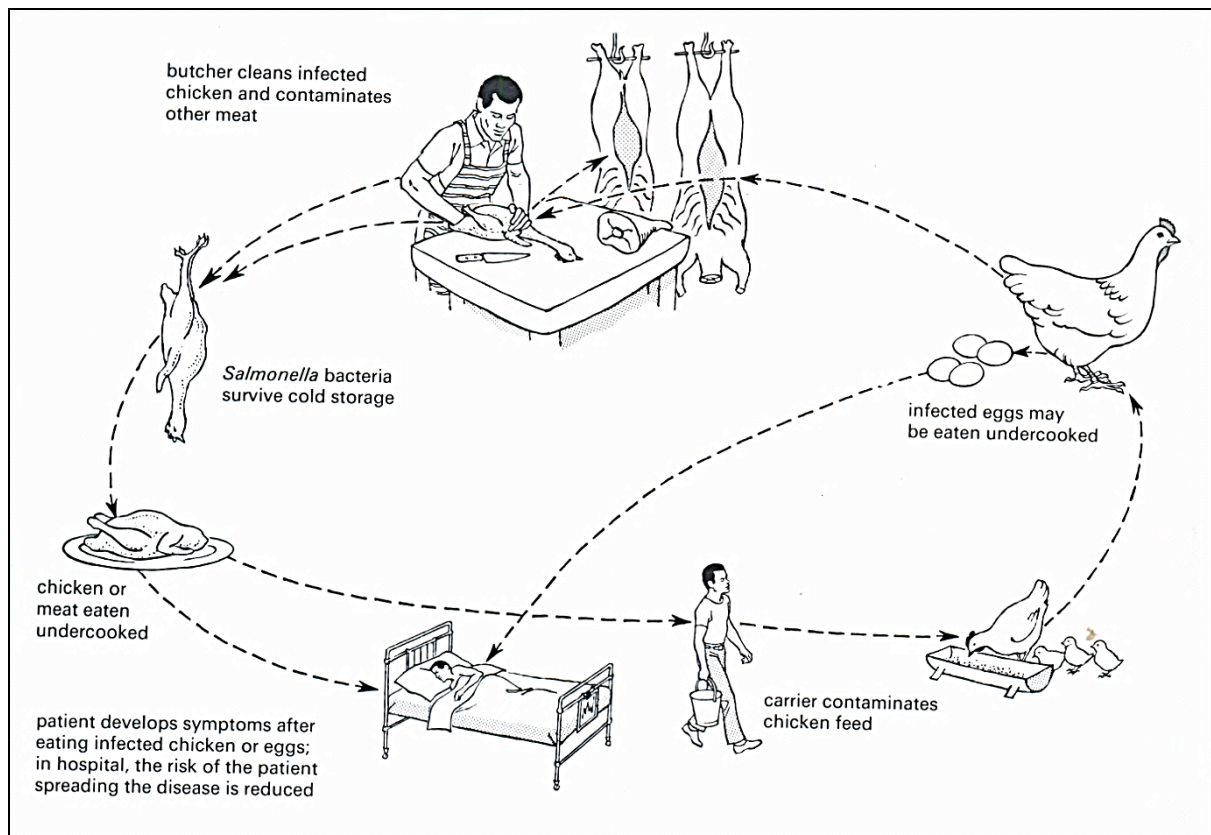 butcher cleans infected
chicken and contaminates
other meat
Salmonella bacteria
survive cold storage
infected eggs may
be eaten undercooked
chicken or
meat eaten
undercooked
carrier contaminates
chicken feed
patient develops symptoms after
eating infected chicken or eggs;
in hospital, the risk of the patient
spreading the disease is reduced